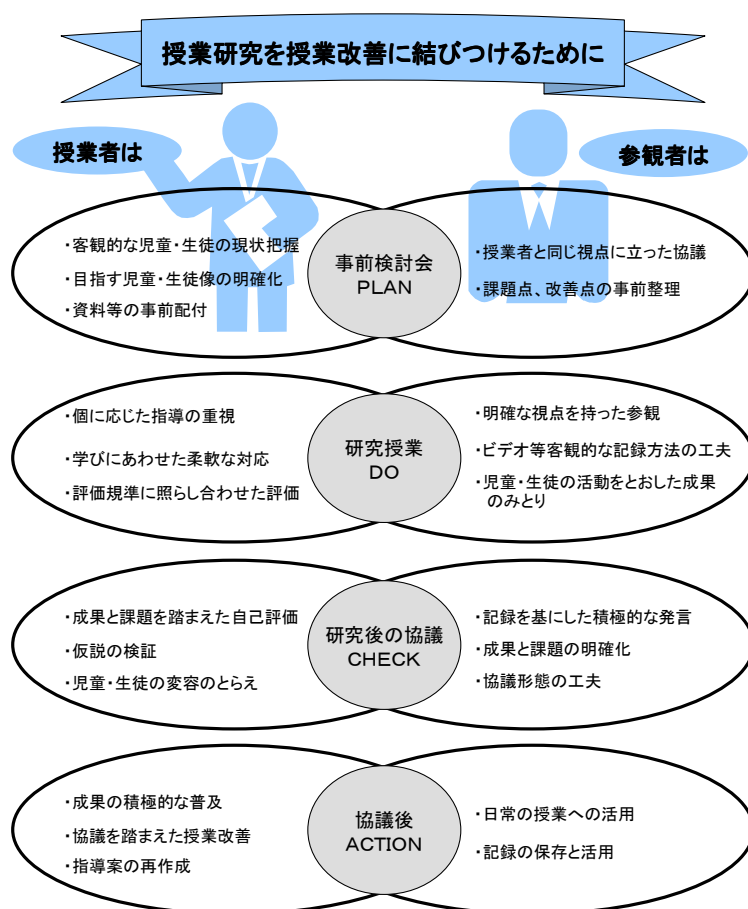 授業研究を授業改善に結びつけるために
授業者は
参観者は
・客観的な児童・生徒の現状把握
・目指す児童・生徒像の明確化
・資料等の事前配付
事前検討会
PLAN
・授業者と同じ視点に立った協議
・課題点、改善点の事前整理
・個に応じた指導の重視
・学びにあわせた柔軟な対応
・評価規準に照らし合わせた評価
研究授業
DO
・明確な視点を持った参観
・ビデオ等客観的な記録方法の工夫
・児童・生徒の活動をとおした成果
のみとり
・成果と課題を踏まえた自己評価
・仮説の検証
・児童・生徒の変容のとらえ
研究後の協議
CHECK
・記録を基にした積極的な発言
・成果と課題の明確化
・協議形態の工夫
・成果の積極的な普及
・協議を踏まえた授業改善
・指導案の再作成
協議後
ACTION
・日常の授業への活用
・記録の保存と活用